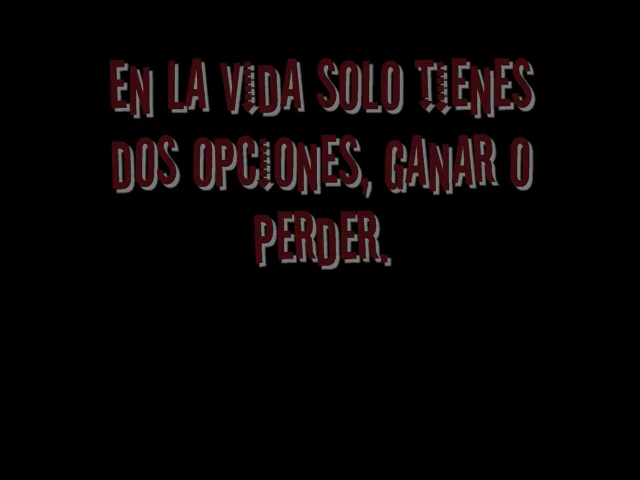 EN LA VIDA SOLO TIENES
DOS OPCIONES, GANAR O
PERDER.